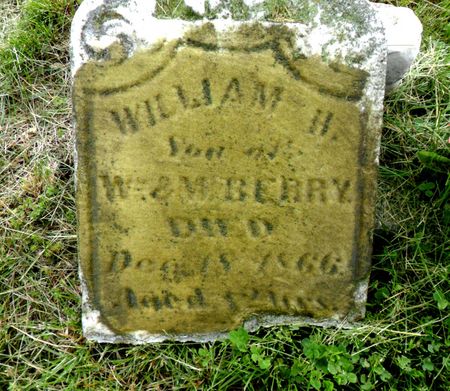 WILLIAM H.
Son of
W. & M. BERRY
DIED
Dec. 18, 1866
Aged